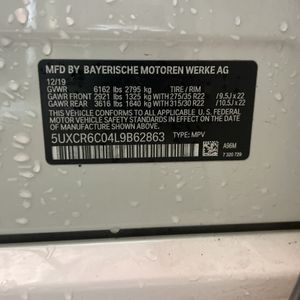 MFD BY BAYERISCHE MOTOREN WERKE AG
12/19
GVWR 6162 lbs 2795 kg TIRE / RIM
GAWR FRONT 2921 lbs 1325 kg 275/35 R22 / (9.5J x 22
GAWR REAR 3616 lbs 1640 kg 315/30 R22 / (10.5J x 22
THIS VEHICLE CONFORMS TO ALL APPLICABLE FEDERAL
MOTOR VEHICLE SAFETY STANDARDS IN EFFECT ON THE DATE
OF MANUFACTURE SHOWN ABOVE.
5UXCR6C04L9B62863 TYPE: MPV
A96M
7 320 729